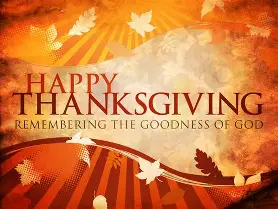 HAPPY
THANKSGIVING
REMEMBERING THE GOODNESS OF GOD